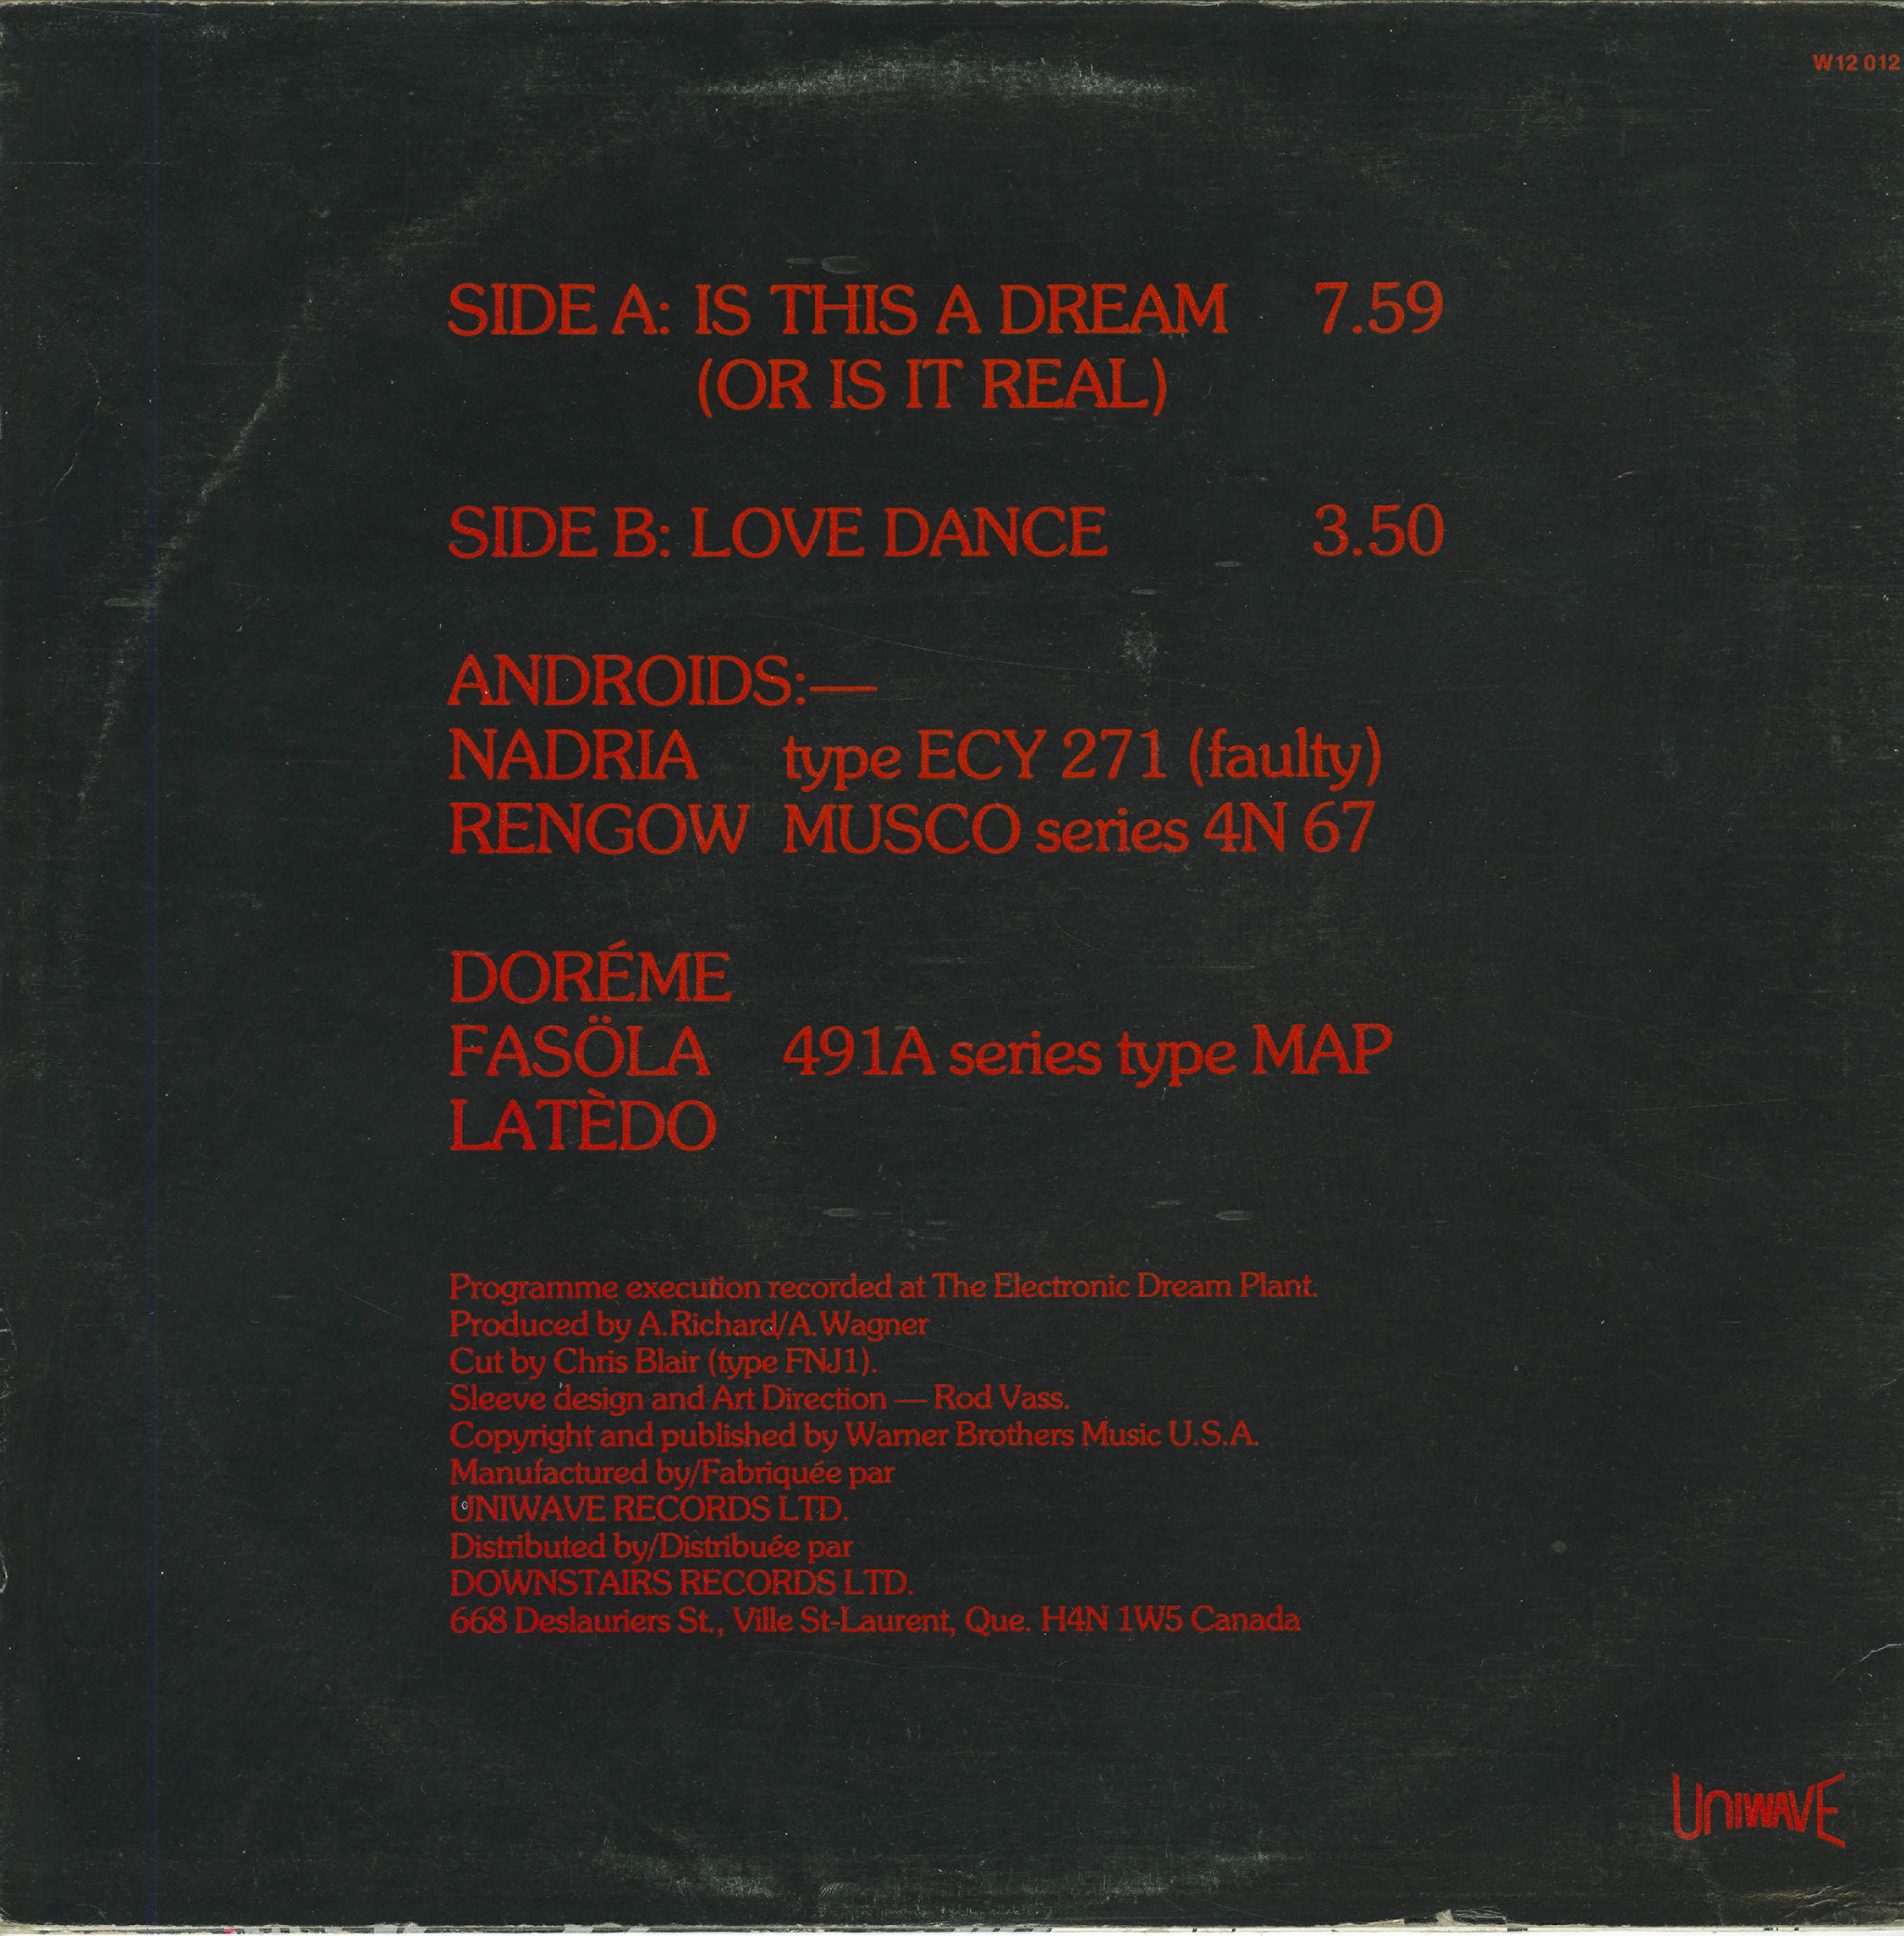 W12 012
SIDE A: IS THIS A DREAM 7.59
(OR IS IT REAL)
SIDE B: LOVE DANCE 3.50
ANDROIDS:—
NADRIA type ECY 271 (faulty)
RENGOW MUSCO series 4N 67
DORÉME
FASÖLA 491A series type MAP
LATÈDO
Programme execution recorded at The Electronic Dream Plant.
Produced by A.Richard/A.Wagner
Cut by Chris Blair (type FNJ1).
Sleeve design and Art Direction — Rod Vass.
Copyright and published by Warner Brothers Music U.S.A.
Manufactured by/Fabriquée par
UNIWAVE RECORDS LTD.
Distributed by/Distribuée par
DOWNSTAIRS RECORDS LTD.
668 Deslauriers St., Ville St-Laurent, Que. H4N 1W5 Canada
UNIWAVE